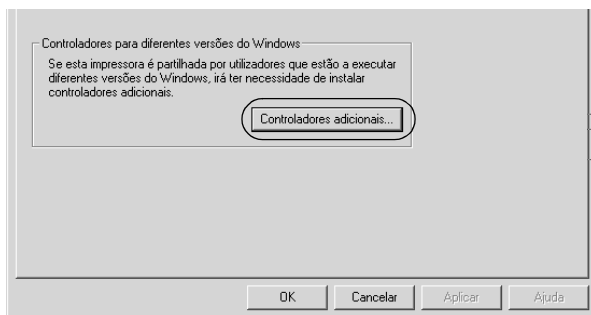 Controladores para diferentes versões do Windows
Se esta impressora é partilhada por utilizadores que estão a executar
diferentes versões do Windows, irá ter necessidade de instalar
controladores adicionais.
Controladores adicionais...
OK Cancelar Aplicar Ajuda